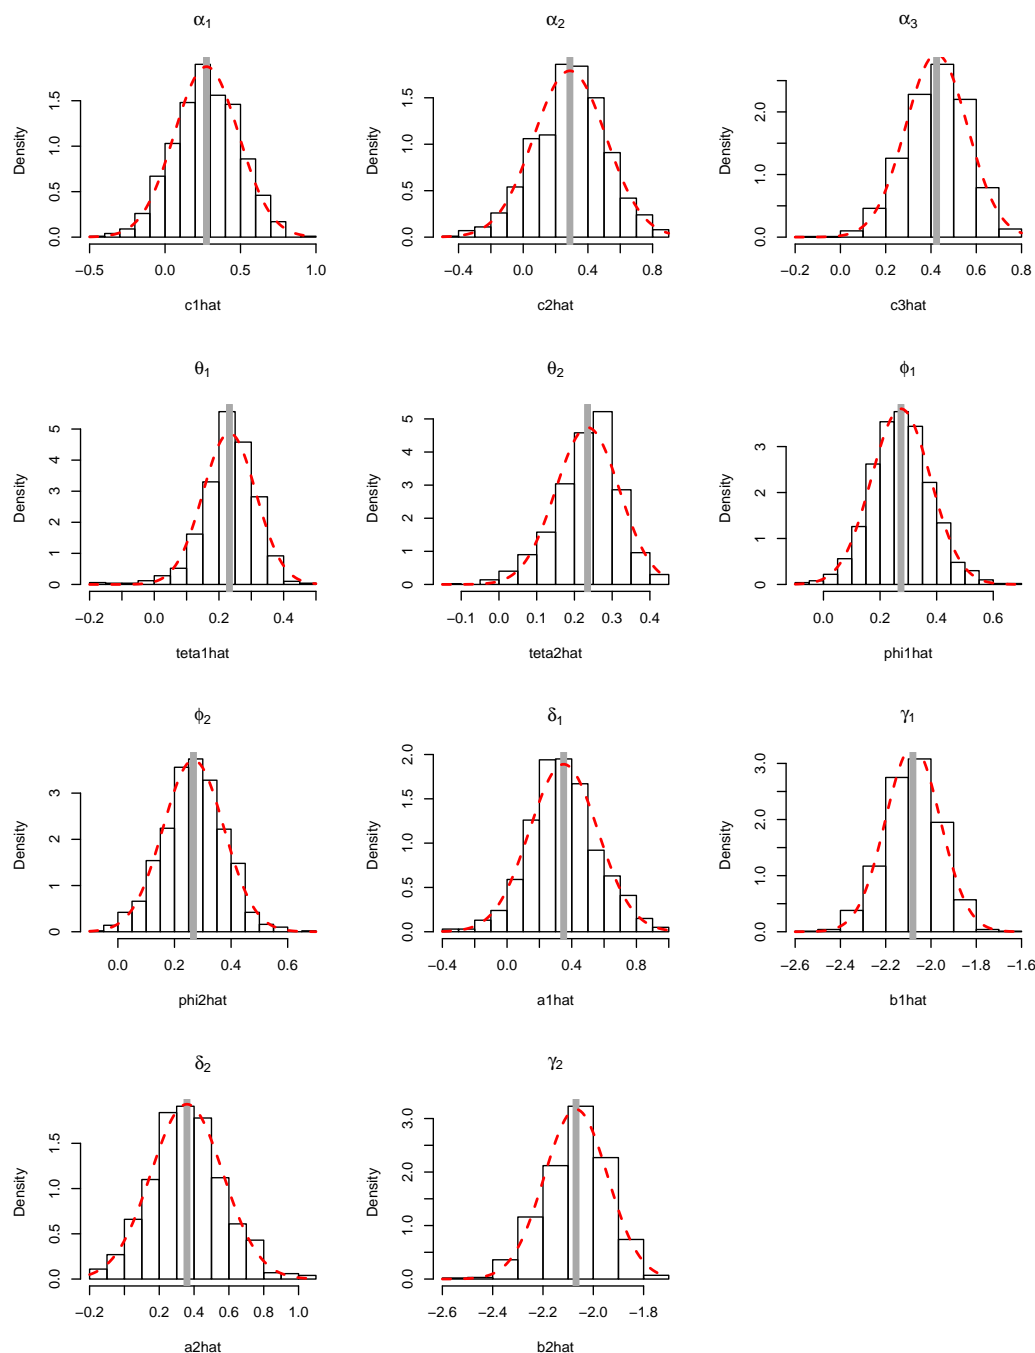 α1
α2
α3
Density
0.0 0.5 1.0 1.5
−0.5 0.0 0.5 1.0
c1hat
Density
0.0 0.5 1.0 1.5
−0.4 0.0 0.4 0.8
c2hat
Density
0.0 1.0 2.0
−0.2 0.0 0.2 0.4 0.6 0.8
c3hat
θ1
θ2
ϕ1
Density
0 1 2 3 4 5
−0.2 0.0 0.2 0.4
teta1hat
Density
0 1 2 3 4 5
−0.1 0.0 0.1 0.2 0.3 0.4
teta2hat
Density
0 1 2 3
0.0 0.2 0.4 0.6
phi1hat
ϕ2
δ1
γ1
Density
0 1 2 3
0.0 0.2 0.4 0.6
phi2hat
Density
0.0 0.5 1.0 1.5 2.0
−0.4 0.0 0.4 0.8
a1hat
Density
0.0 1.0 2.0 3.0
−2.6 −2.4 −2.2 −2.0 −1.8 −1.6
b1hat
δ2
γ2
Density
0.0 0.5 1.0 1.5
−0.2 0.2 0.4 0.6 0.8 1.0
a2hat
Density
0.0 1.0 2.0 3.0
−2.6 −2.4 −2.2 −2.0 −1.8
b2hat